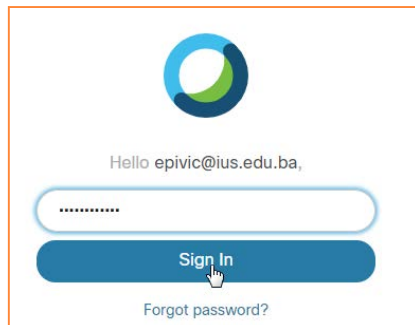 Hello epivic@ius.edu.ba,
••••••••••••
Sign In
Forgot password?